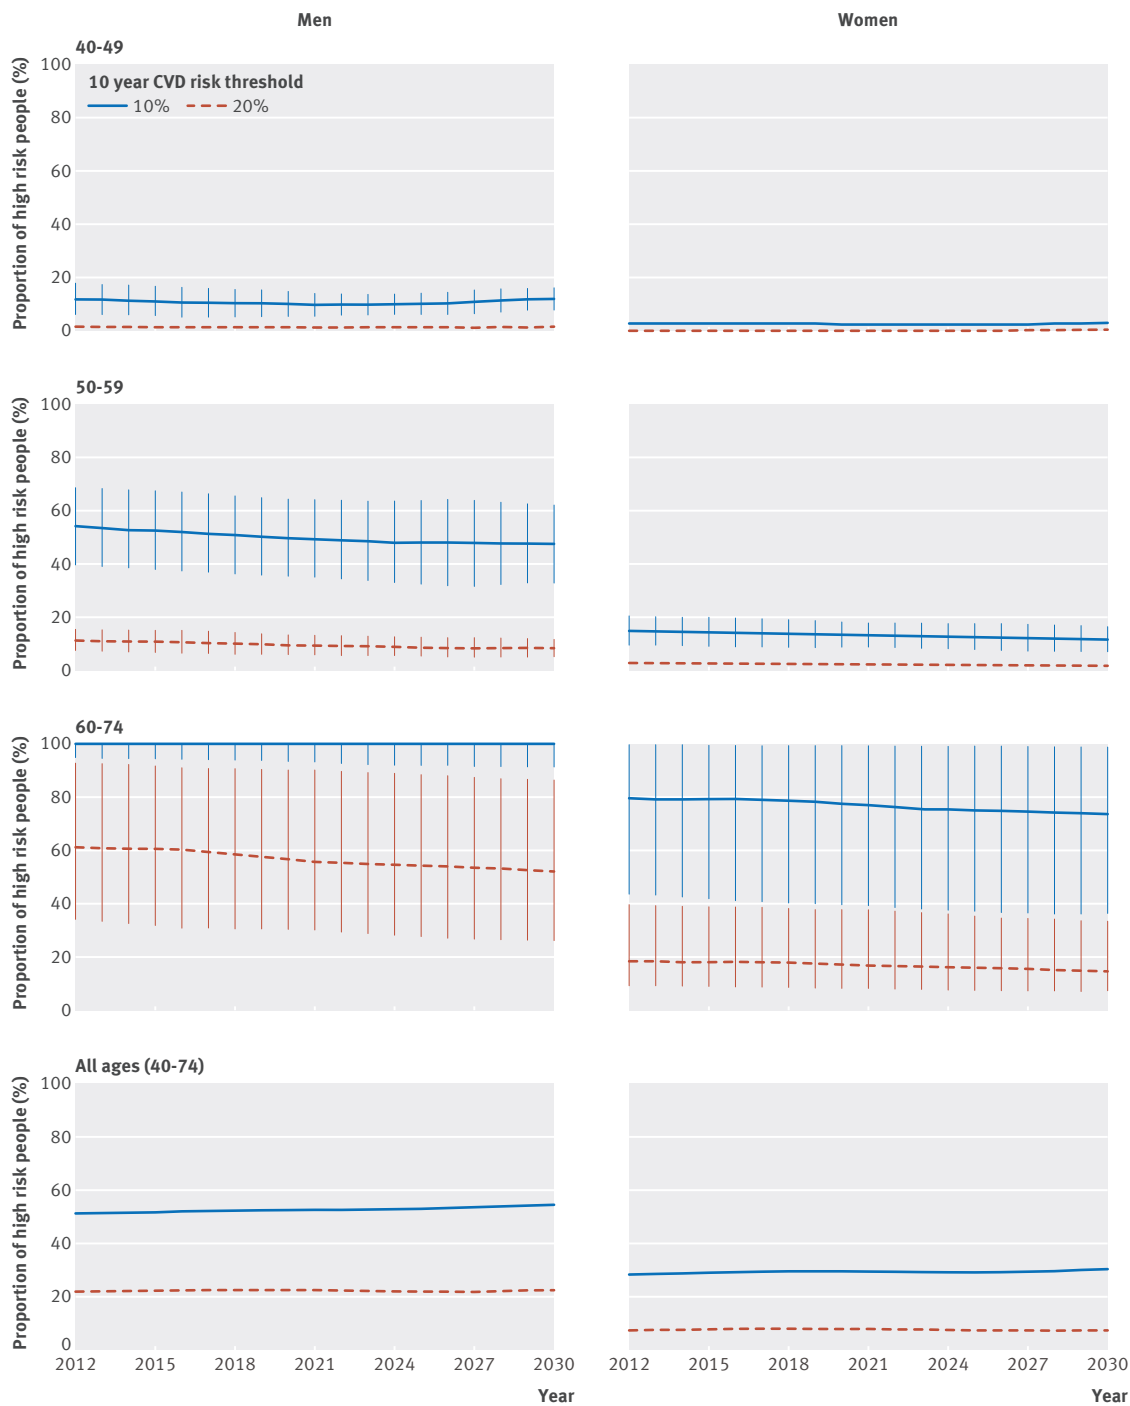 Men
Women
40-49
Proportion of high risk people (%)
100
80
60
40
20
0
10 year CVD risk threshold
10% 20%
50-59
Proportion of high risk people (%)
100
80
60
40
20
0
60-74
Proportion of high risk people (%)
100
80
60
40
20
0
All ages (40-74)
Proportion of high risk people (%)
100
80
60
40
20
0
2012 2015 2018 2021 2024 2027 2030
Year
2012 2015 2018 2021 2024 2027 2030
Year